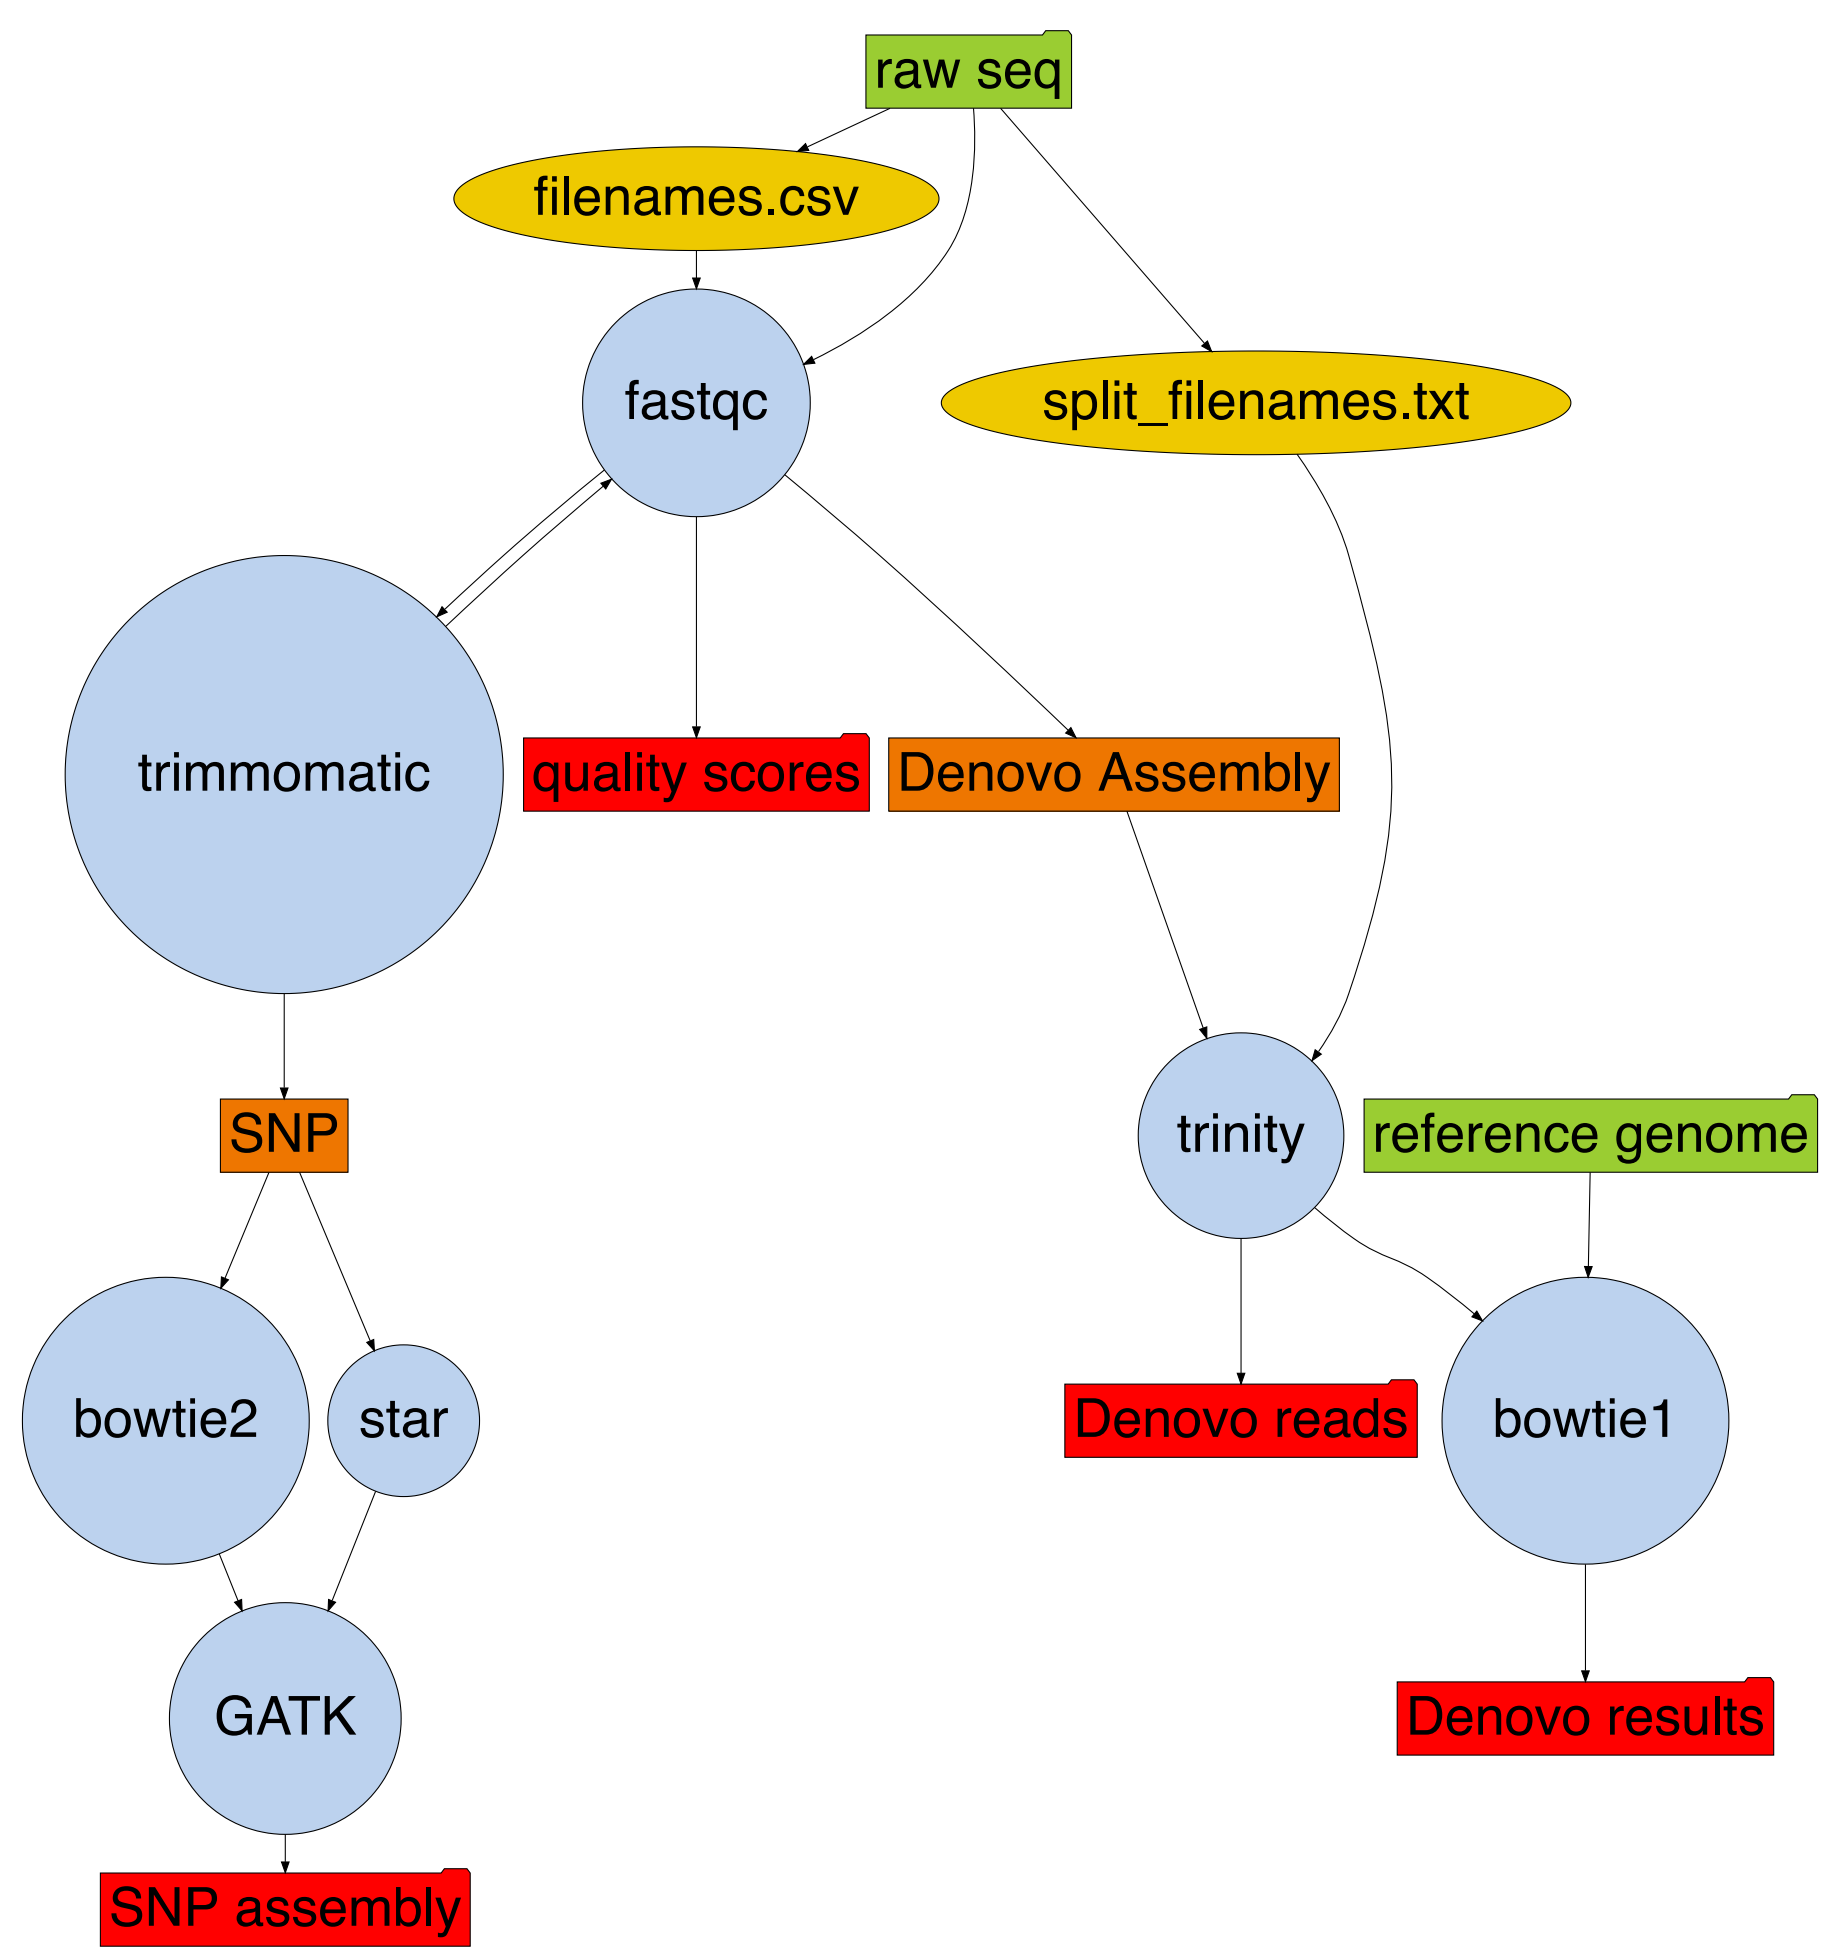 raw seq
filenames.csv
fastqc
split_filenames.txt
trimmomatic
quality scores
Denovo Assembly
SNP
trinity
reference genome
bowtie2
star
Denovo reads
bowtie1
GATK
Denovo results
SNP assembly